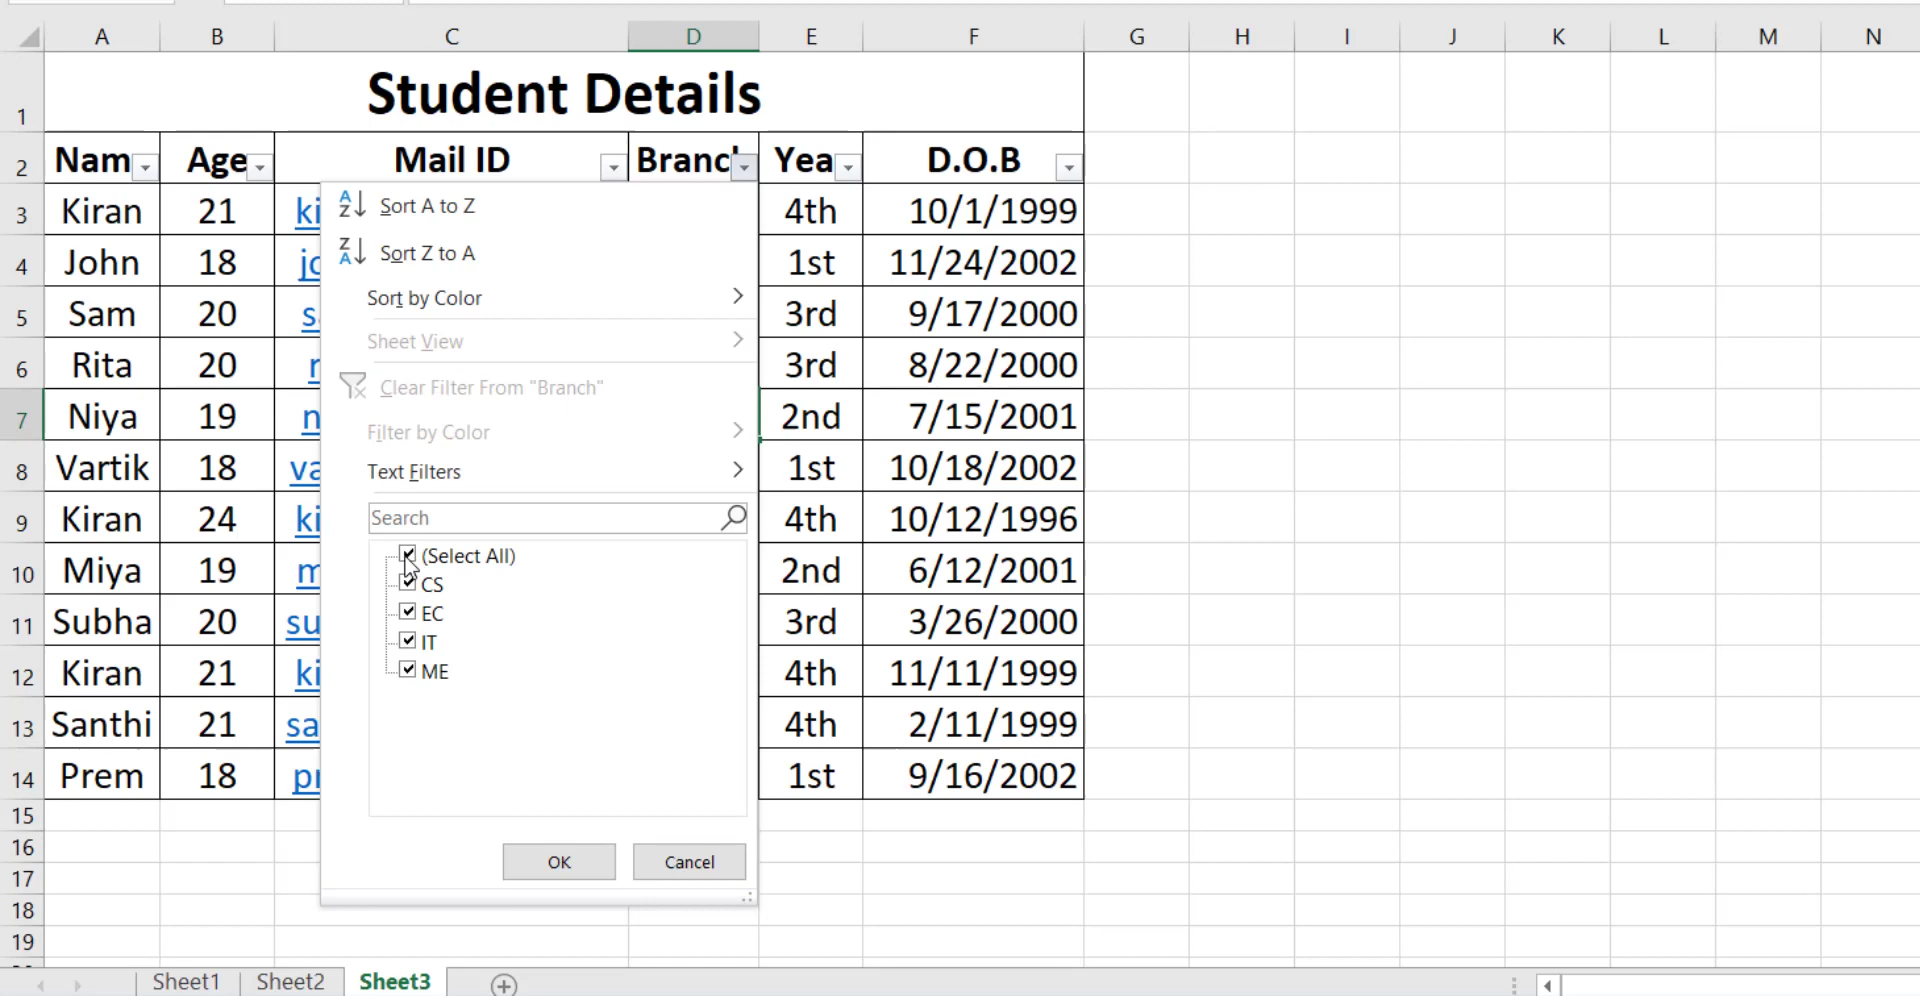 A B C D E F G H I J K L M N
1 Student Details
2 Nam Age Mail ID Branch Yea D.O.B
3 Kiran 21 ki 4th 10/1/1999
4 John 18 jo 1st 11/24/2002
5 Sam 20 sa 3rd 9/17/2000
6 Rita 20 r 3rd 8/22/2000
7 Niya 19 n 2nd 7/15/2001
8 Vartik 18 va 1st 10/18/2002
9 Kiran 24 ki 4th 10/12/1996
10 Miya 19 m 2nd 6/12/2001
11 Subha 20 su 3rd 3/26/2000
12 Kiran 21 ki 4th 11/11/1999
13 Santhi 21 sa 4th 2/11/1999
14 Prem 18 pr 1st 9/16/2002
15
16
17
18
19
Sort A to Z
Sort Z to A
Sort by Color
Sheet View
Clear Filter From "Branch"
Filter by Color
Text Filters
Search
(Select All)
CS
EC
IT
ME
OK Cancel
Sheet1 Sheet2 Sheet3